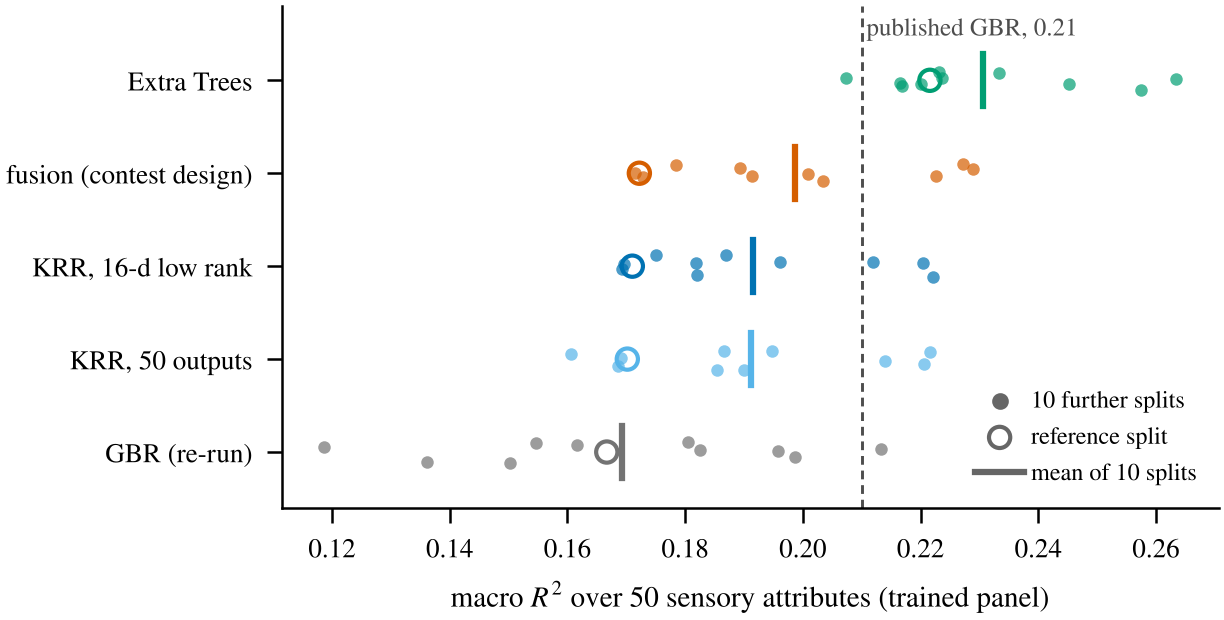 published GBR, 0.21
Extra Trees
fusion (contest design)
KRR, 16-d low rank
KRR, 50 outputs
GBR (re-run)
10 further splits
reference split
mean of 10 splits
0.12 0.14 0.16 0.18 0.20 0.22 0.24 0.26
macro R² over 50 sensory attributes (trained panel)